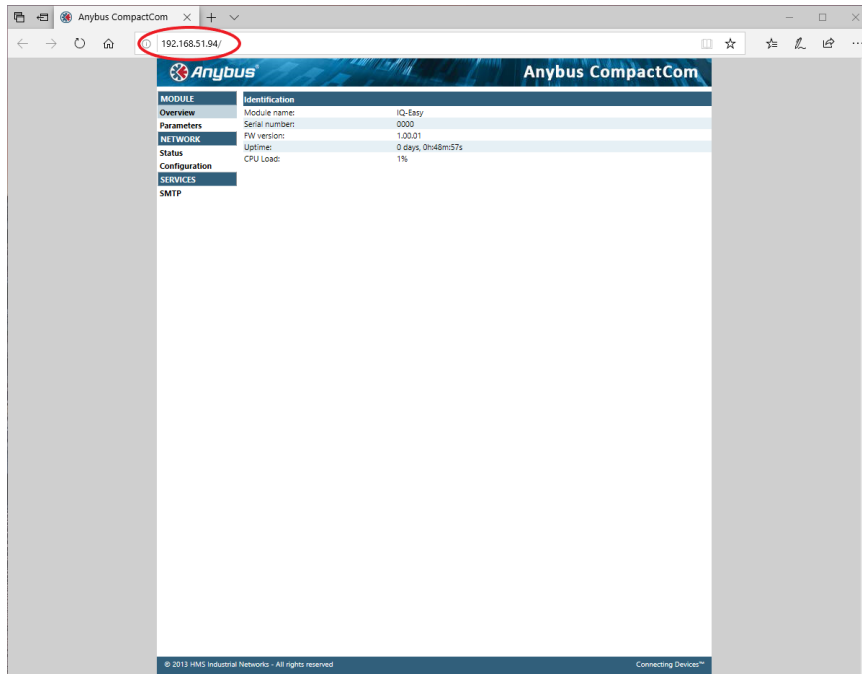 Anybus CompactCom
192.168.51.94/
Anybus®
Anybus CompactCom
MODULE
Overview
Parameters
NETWORK
Status
Configuration
SERVICES
SMTP
Identification
Module name: IQ-Easy
Serial number: 0000
FW version: 1.00.01
Uptime: 0 days, 0h:48m:57s
CPU Load: 1%
© 2013 HMS Industrial Networks - All rights reserved
Connecting Devices™